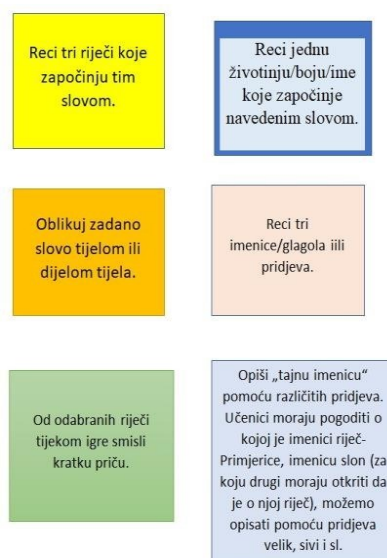 Reci tri riječi koje
započinju tim
slovom.
Reci jednu
životinju/boju/ime
koje započinje
navedenim slovom.
Oblikuj zadano
slovo tijelom ili
dijelom tijela.
Reci tri
imenice/glagola iili
pridjeva.
Od odabranih riječi
tijekom igre smisli
kratku priču.
Opiši „tajnu imenicu“
pomoću različitih pridjeva.
Učenici moraju pogoditi o
kojoj je imenici riječ-
Primjerice, imenicu slon (za
koju drugi moraju otkriti da
je o njoj riječ), možemo
opisati pomoću pridjeva
velik, sivi i sl.